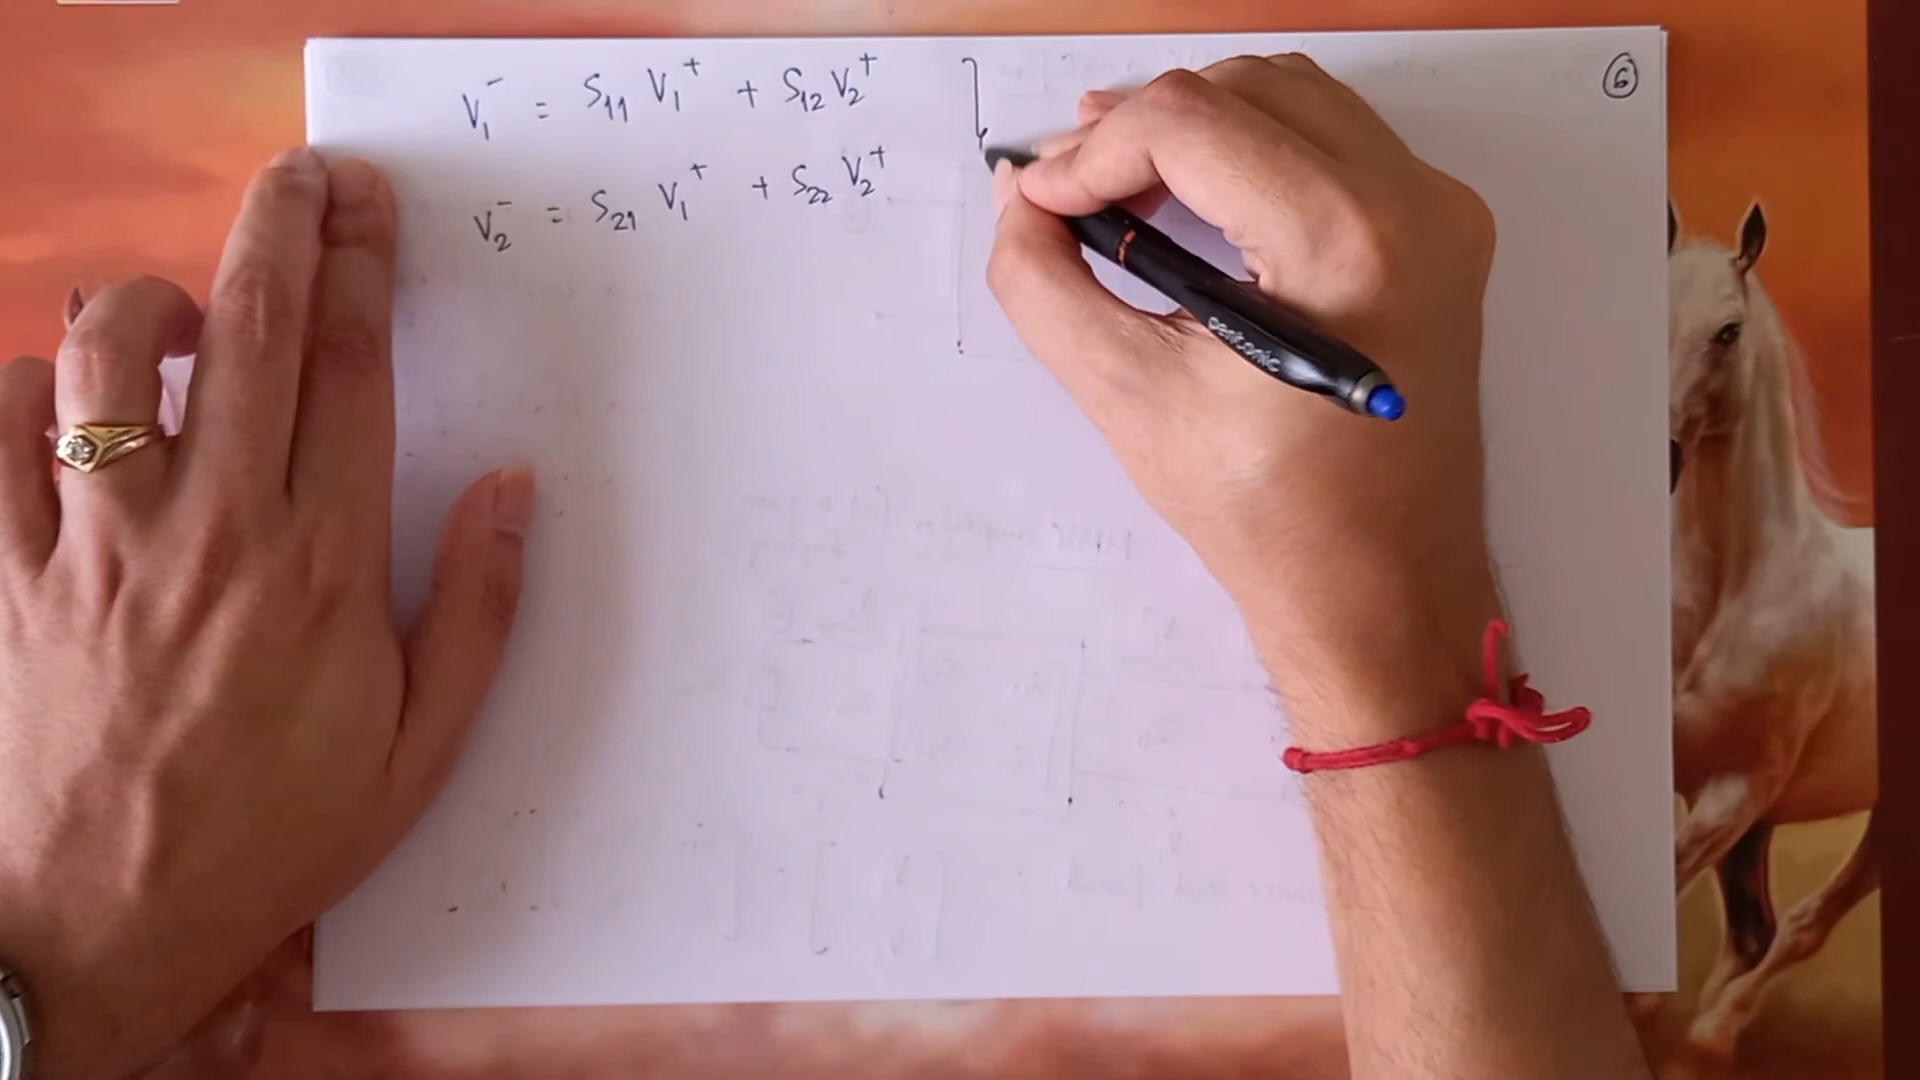 V₁⁻ = S₁₁ V₁⁺ + S₁₂ V₂⁺
6
V₂⁻ = S₂₁ V₁⁺ + S₂₂ V₂⁺
pentonic